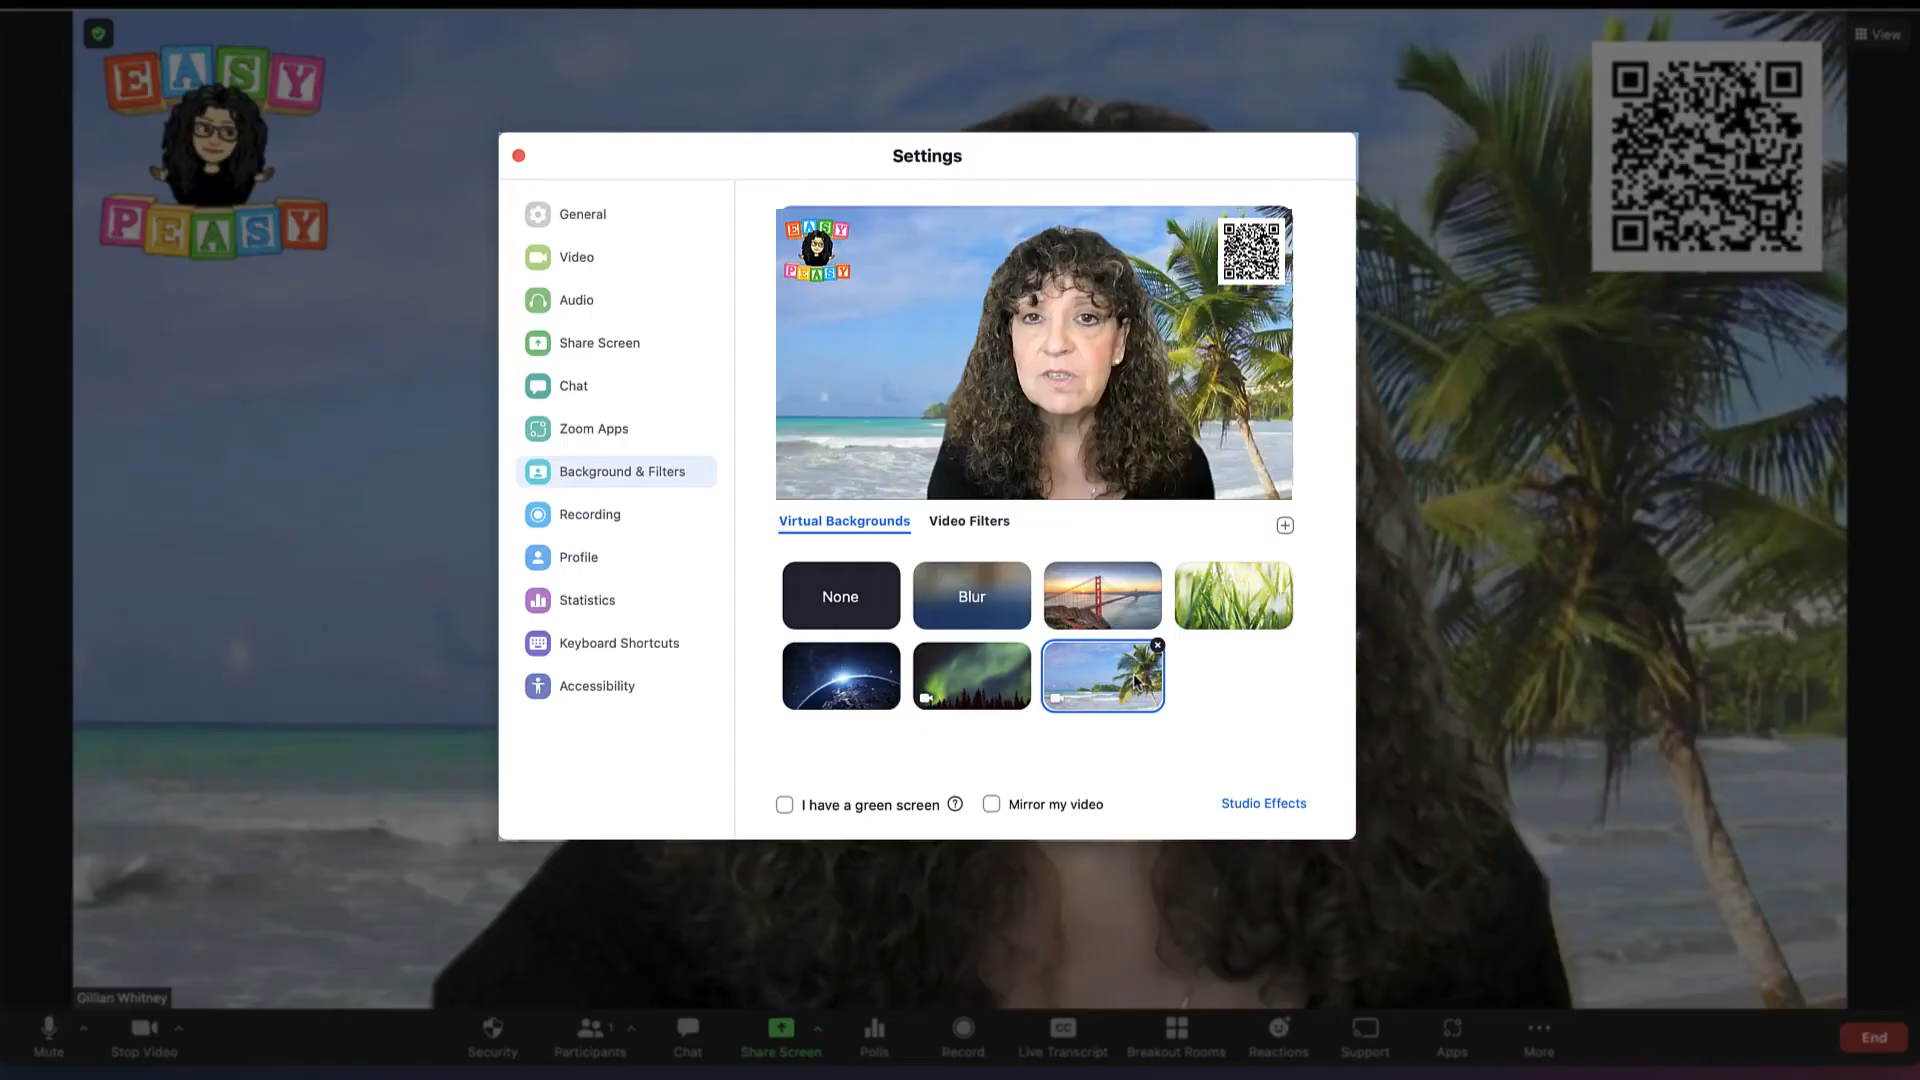 EASY
PEASY
View
Settings
General
Video
Audio
Share Screen
Chat
Zoom Apps
Background & Filters
Recording
Profile
Statistics
Keyboard Shortcuts
Accessibility
EASY
PEASY
Virtual Backgrounds
Video Filters
None
Blur
I have a green screen
Mirror my video
Studio Effects
Gillian Whitney
Mute
Stop Video
Security
Participants
1
Chat
Share Screen
Polls
Record
CC
Live Transcript
Breakout Rooms
Reactions
Support
Apps
More
End